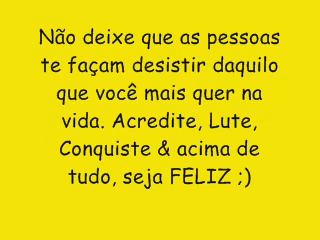 Não deixe que as pessoas
te façam desistir daquilo
que você mais quer na
vida. Acredite, Lute,
Conquiste & acima de
tudo, seja FELIZ ;)